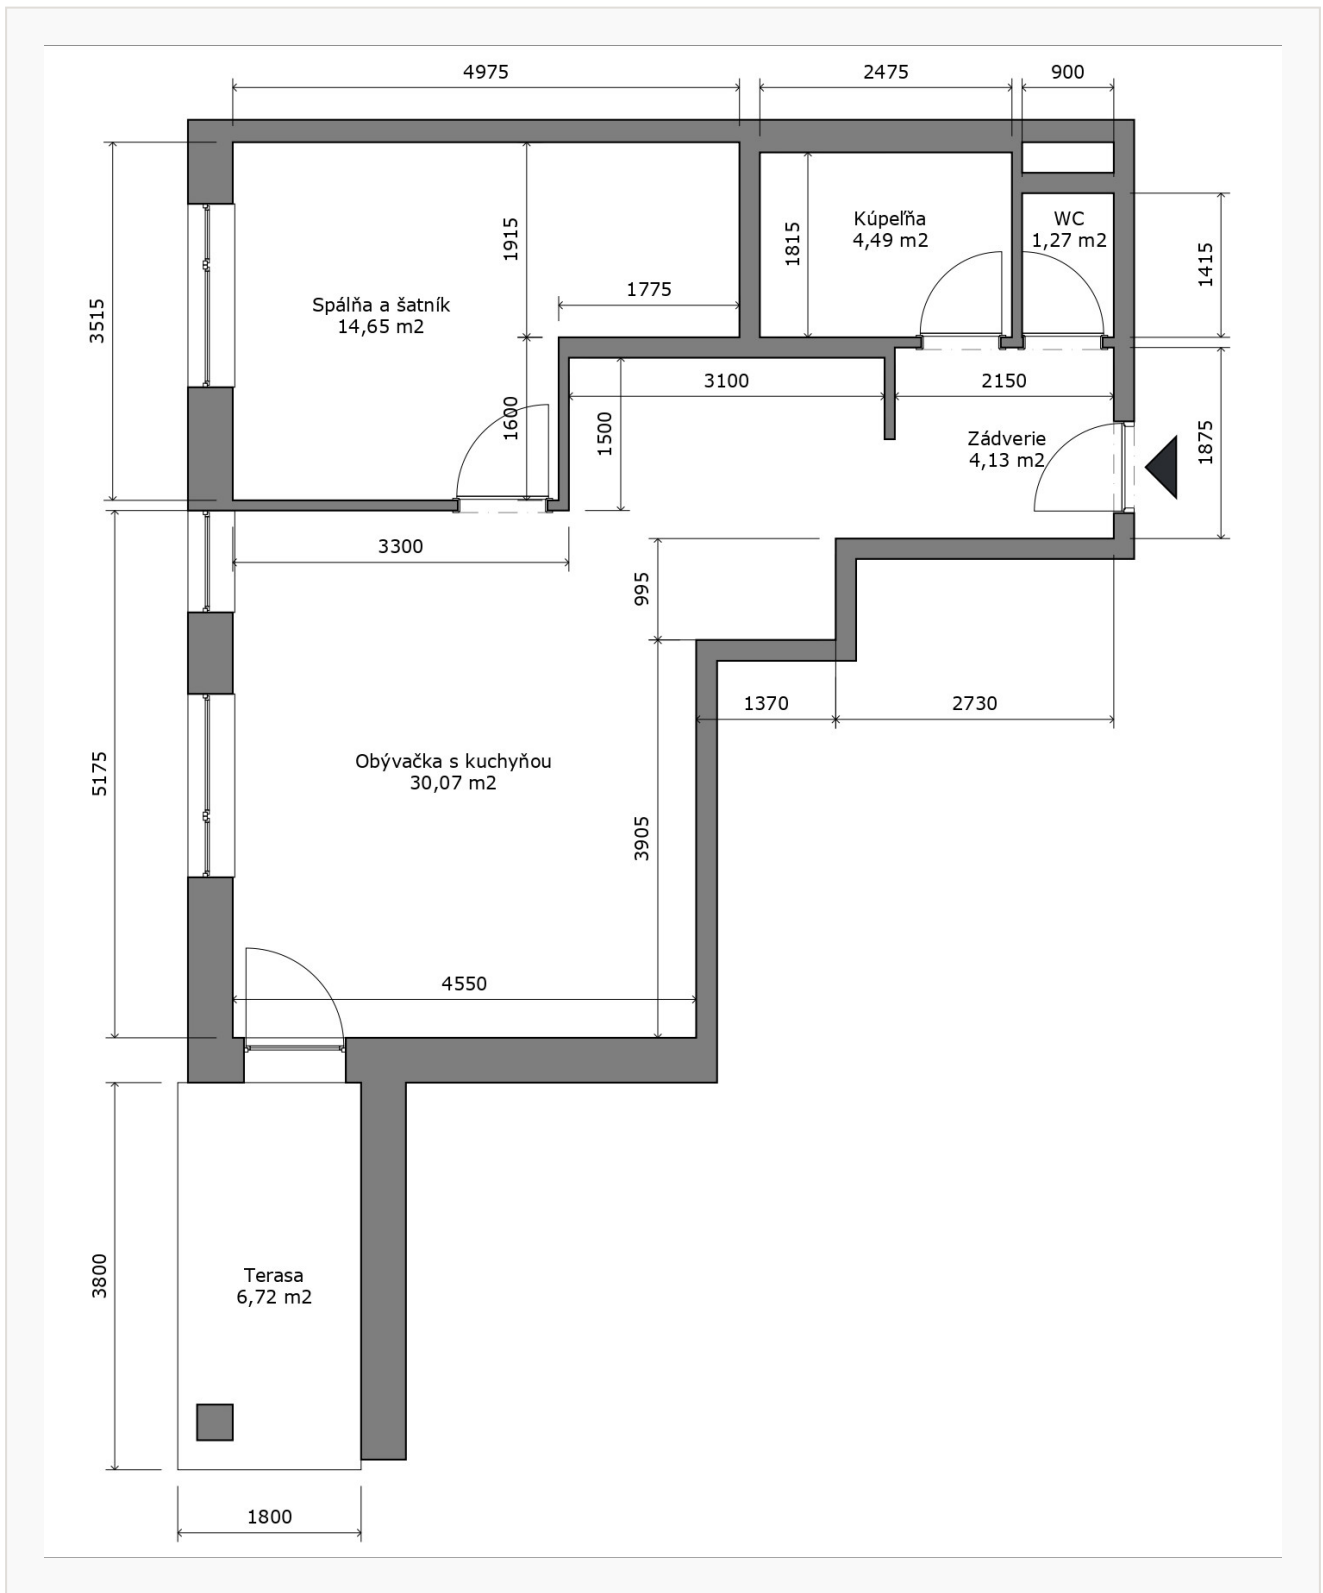 4975
2475
900
1915
1815
Kúpeľňa
4,49 m2
WC
1,27 m2
1415
3515
Spálňa a šatník
14,65 m2
1775
1600
1500
3100
2150
Zádverie
4,13 m2
1875
3300
995
1370
2730
5175
Obývačka s kuchyňou
30,07 m2
3905
4550
3800
Terasa
6,72 m2
1800